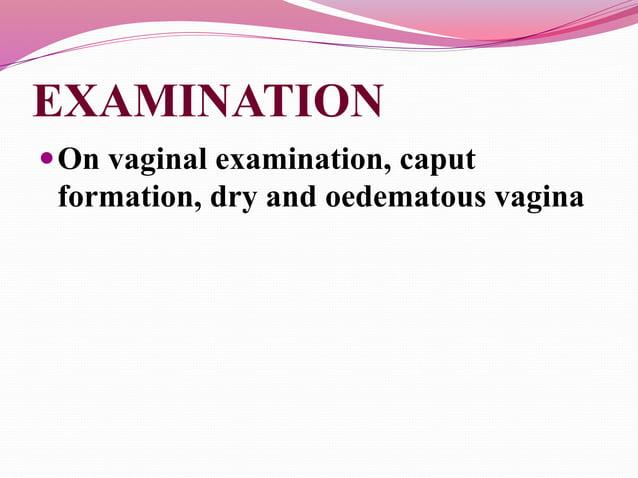 EXAMINATION
On vaginal examination, caput
formation, dry and oedematous vagina